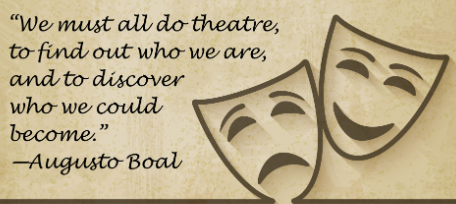 “We must all do theatre,
to find out who we are,
and to discover
who we could
become.”
—Augusto Boal